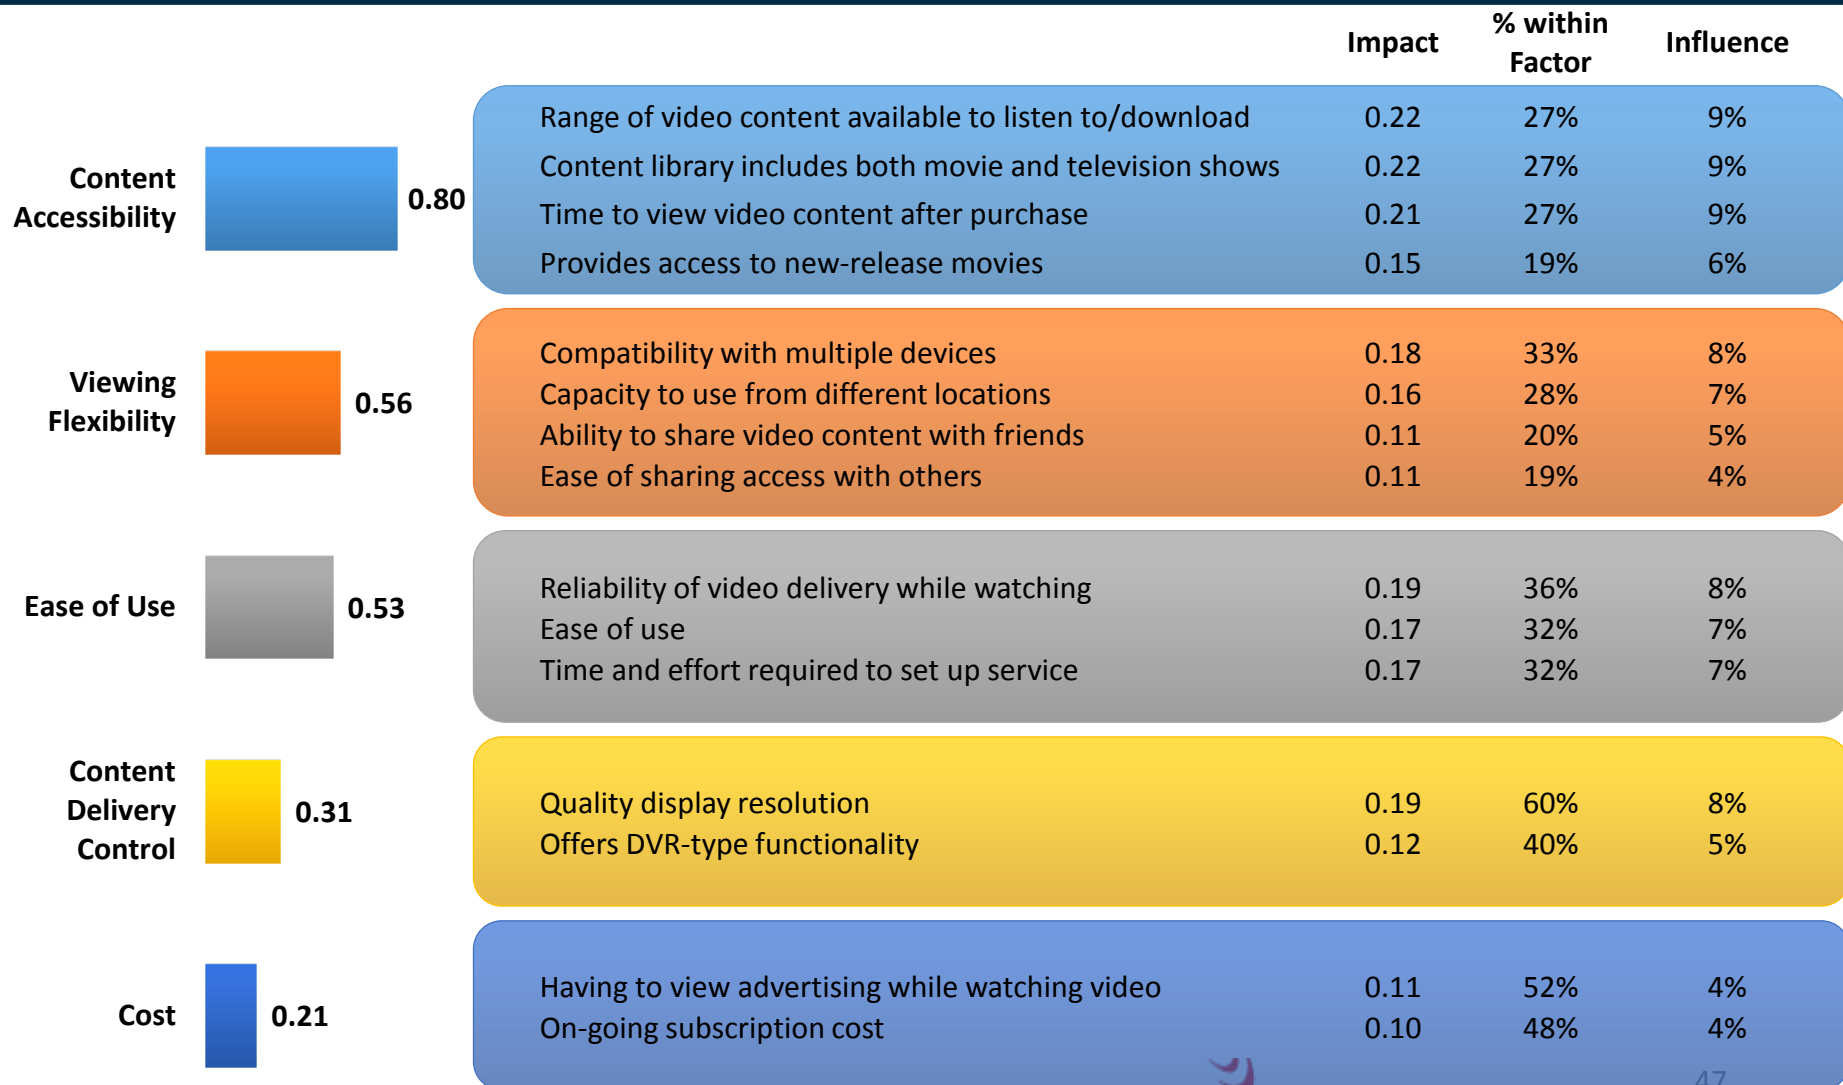 Impact % within Factor Influence
Content Accessibility 0.80
Range of video content available to listen to/download 0.22 27% 9%
Content library includes both movie and television shows 0.22 27% 9%
Time to view video content after purchase 0.21 27% 9%
Provides access to new-release movies 0.15 19% 6%
Viewing Flexibility 0.56
Compatibility with multiple devices 0.18 33% 8%
Capacity to use from different locations 0.16 28% 7%
Ability to share video content with friends 0.11 20% 5%
Ease of sharing access with others 0.11 19% 4%
Ease of Use 0.53
Reliability of video delivery while watching 0.19 36% 8%
Ease of use 0.17 32% 7%
Time and effort required to set up service 0.17 32% 7%
Content Delivery Control 0.31
Quality display resolution 0.19 60% 8%
Offers DVR-type functionality 0.12 40% 5%
Cost 0.21
Having to view advertising while watching video 0.11 52% 4%
On-going subscription cost 0.10 48% 4%
47